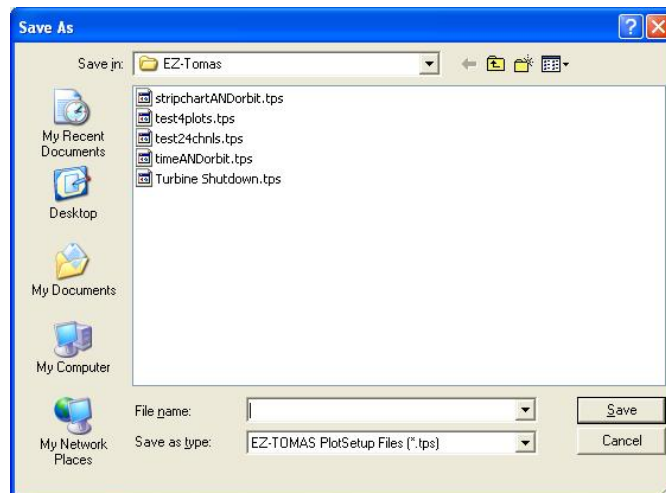 Save As
Save in: EZ-Tomas
My Recent
Documents
Desktop
My Documents
My Computer
My Network
Places
stripchartANDorbit.tps
test4plots.tps
test24chnls.tps
timeANDorbit.tps
Turbine Shutdown.tps
File name:
Save
Save as type: EZ-TOMAS PlotSetup Files (*.tps)
Cancel